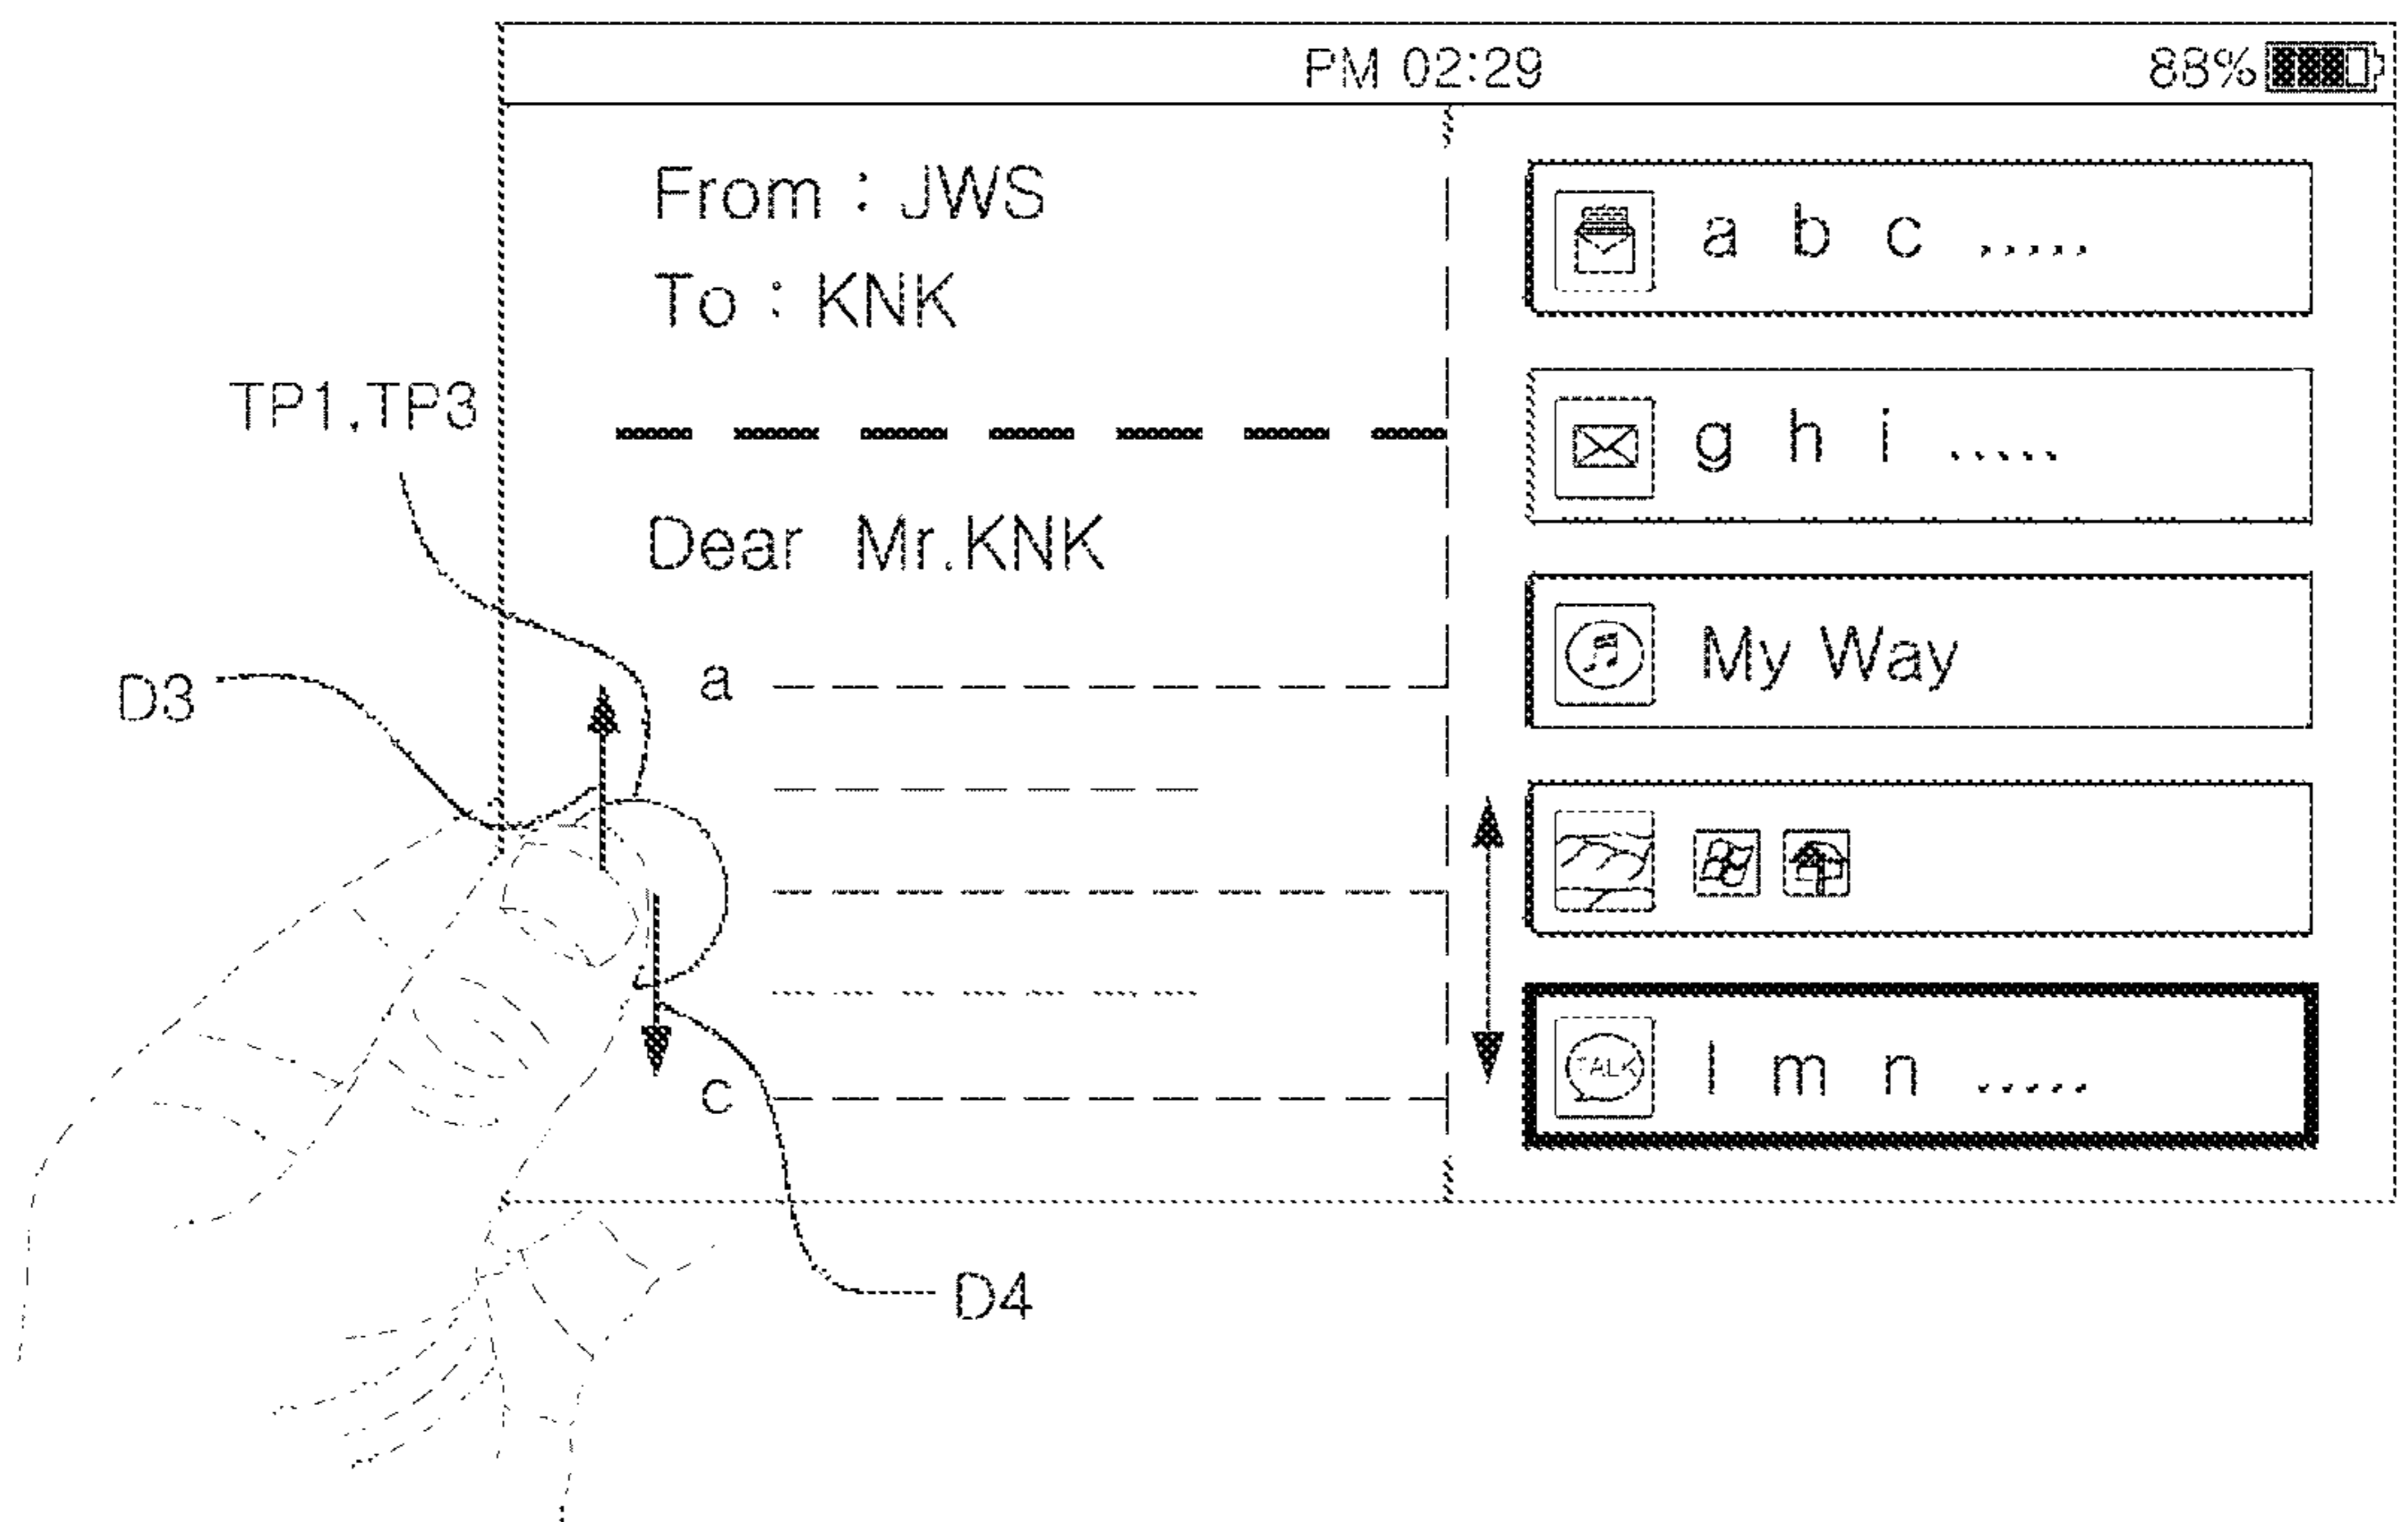 PM 02:29 88%
From : JWS
To : KNK
TP1,TP3
Dear Mr.KNK
a
D3
c
D4
a b c .....
g h i .....
My Way
TALK l m n .....